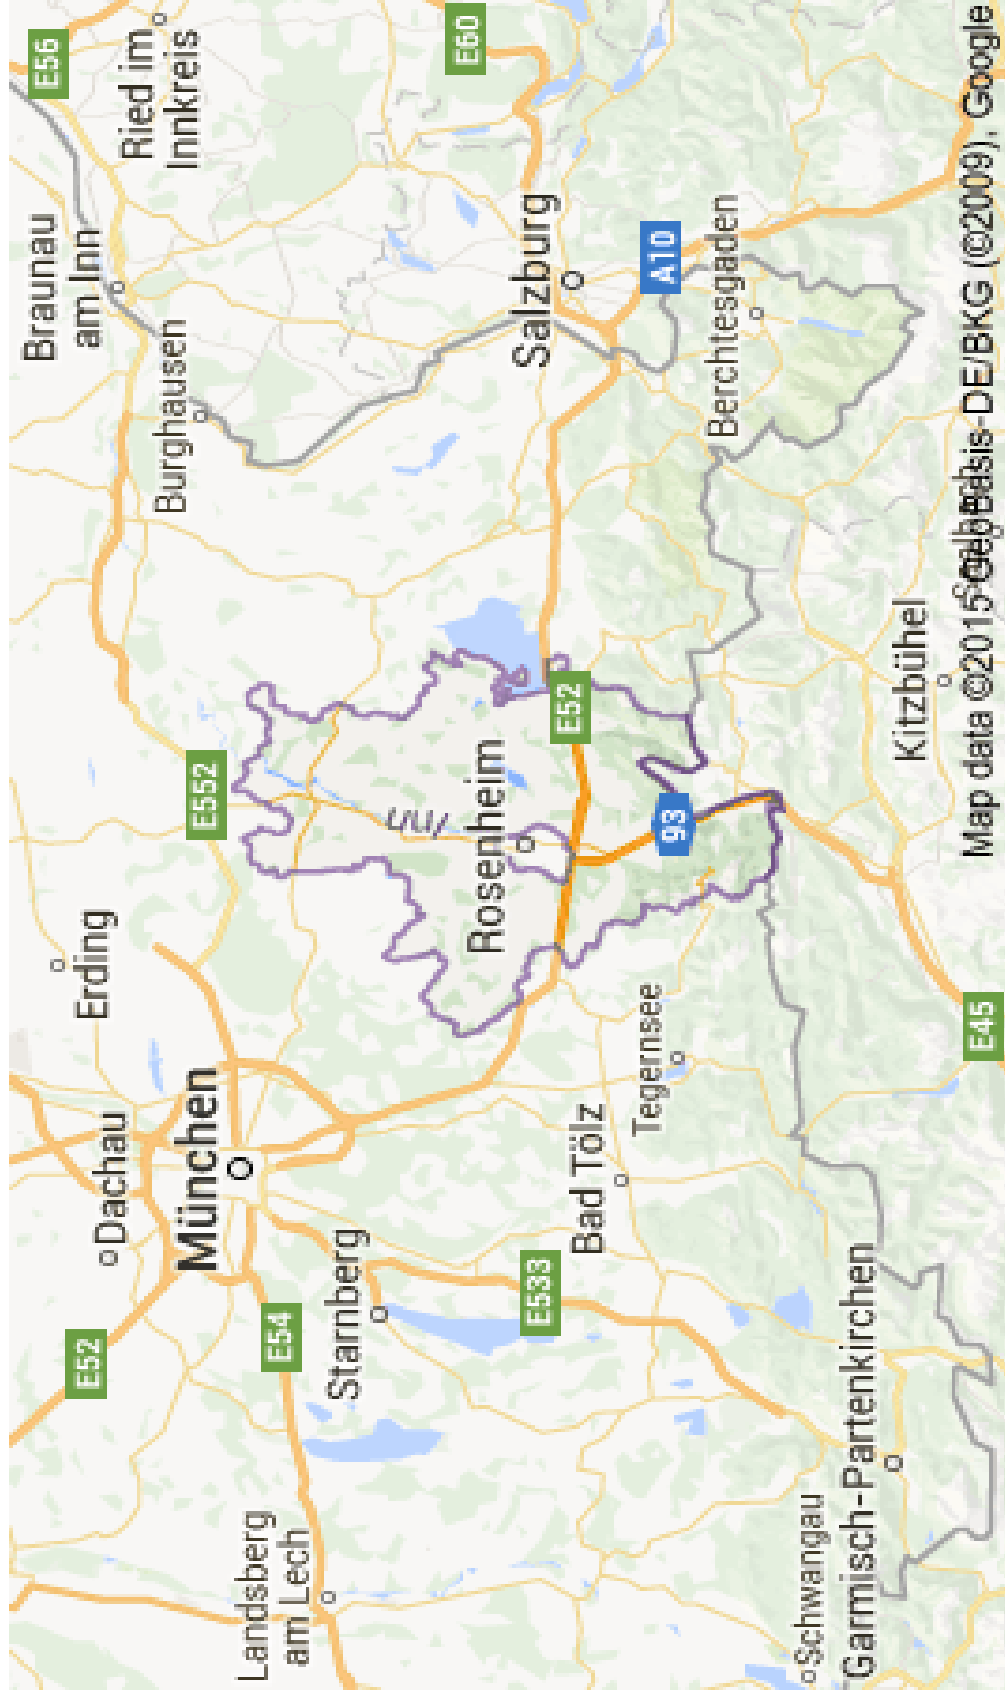 E56
Ried im
Innkreis
E60
Braunau
am Inn
Burghausen
Salzburg
A10
Berchtesgaden
E552
Inn
Rosenheim
E52
93
Kitzbühel
Erding
Dachau
München
Tegernsee
Bad Tölz
E45
E52
E54
Starnberg
E533
Landsberg
am Lech
Schwangau
Garmisch-Partenkirchen
Map data ©2015 GeoBasis-DE/BKG (©2009), Google